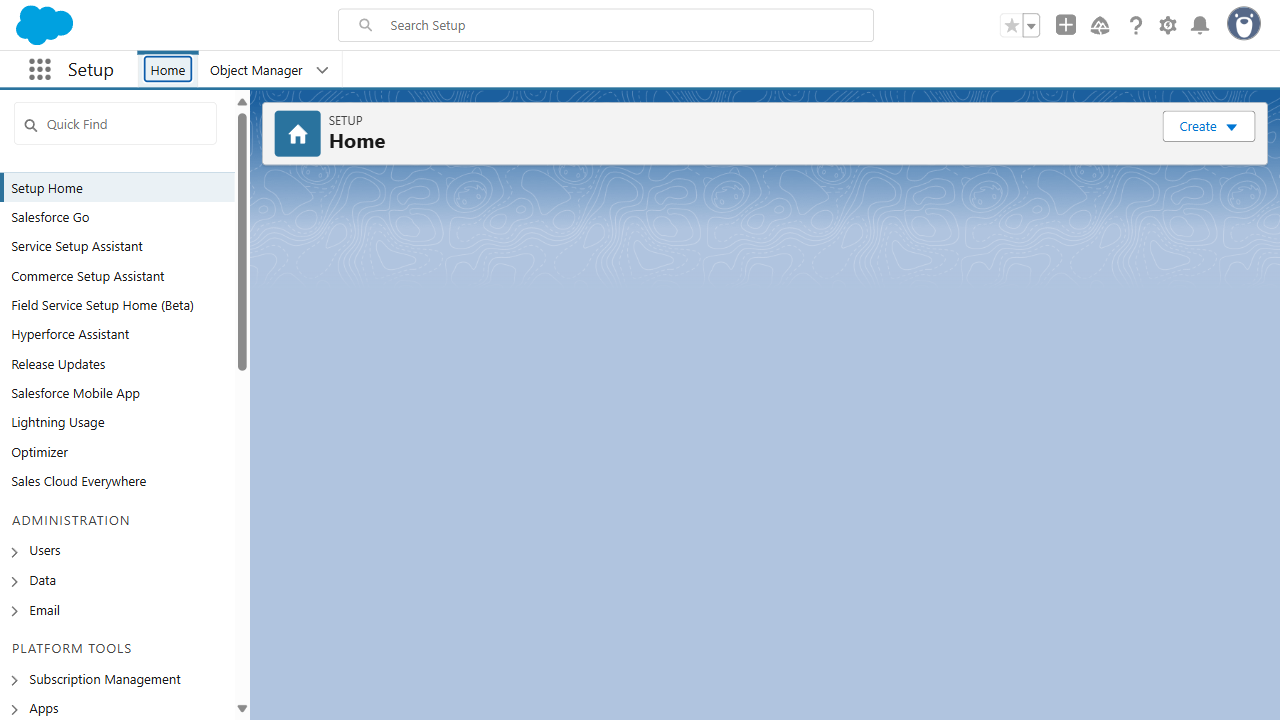 Search Setup
Setup
Home
Object Manager
Quick Find
Setup Home
Salesforce Go
Service Setup Assistant
Commerce Setup Assistant
Field Service Setup Home (Beta)
Hyperforce Assistant
Release Updates
Salesforce Mobile App
Lightning Usage
Optimizer
Sales Cloud Everywhere
ADMINISTRATION
Users
Data
Email
PLATFORM TOOLS
Subscription Management
Apps
SETUP
Home
Create